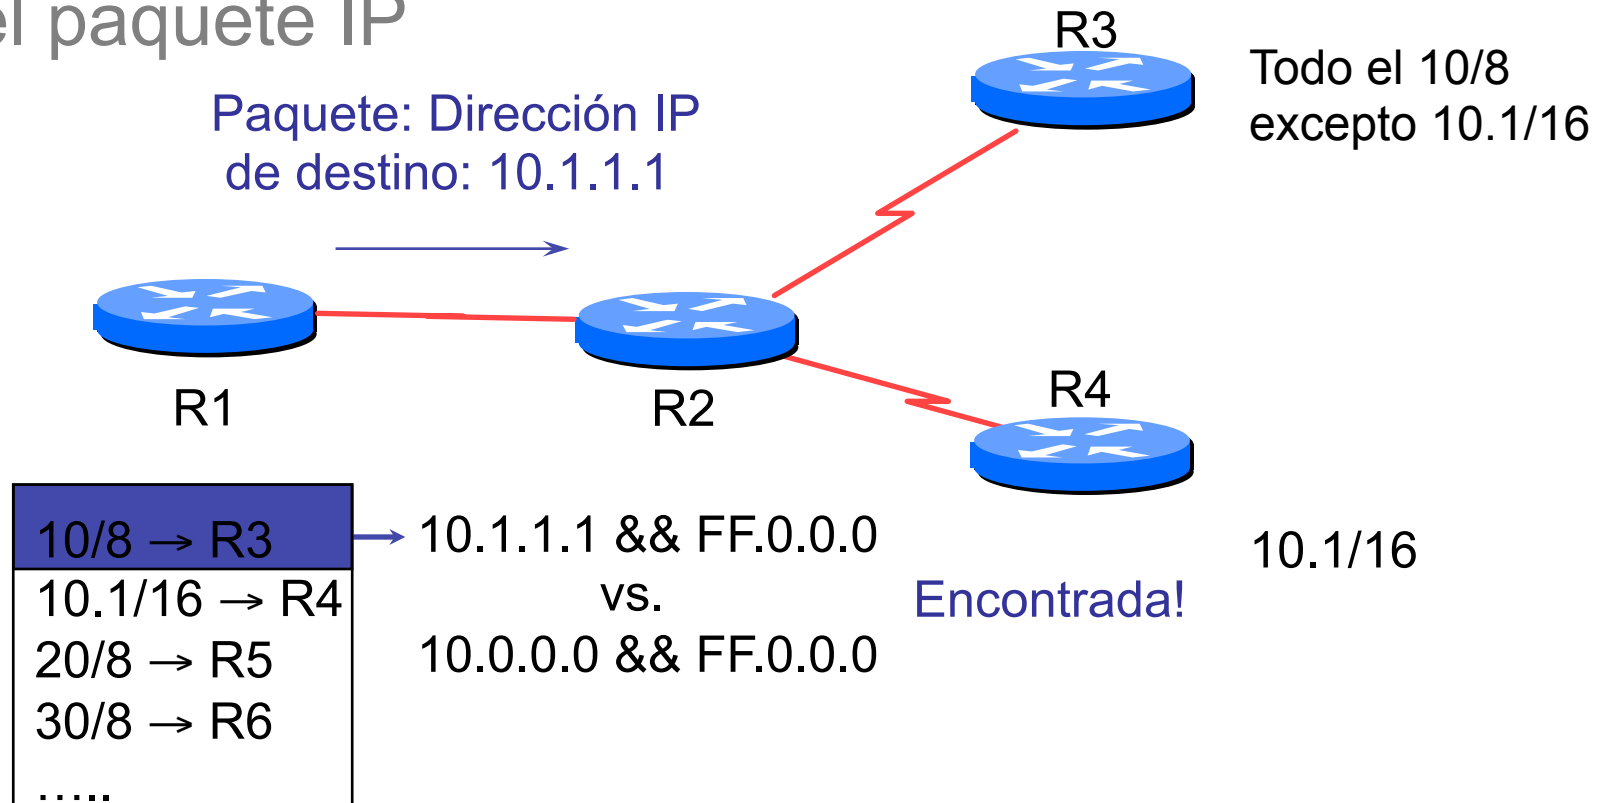 el paquete IP
R3
Todo el 10/8
excepto 10.1/16
Paquete: Dirección IP
de destino: 10.1.1.1
R1
R2
R4
10/8 → R3
10.1/16 → R4
20/8 → R5
30/8 → R6
…..
10.1.1.1 && FF.0.0.0
vs.
10.0.0.0 && FF.0.0.0
Encontrada!
10.1/16